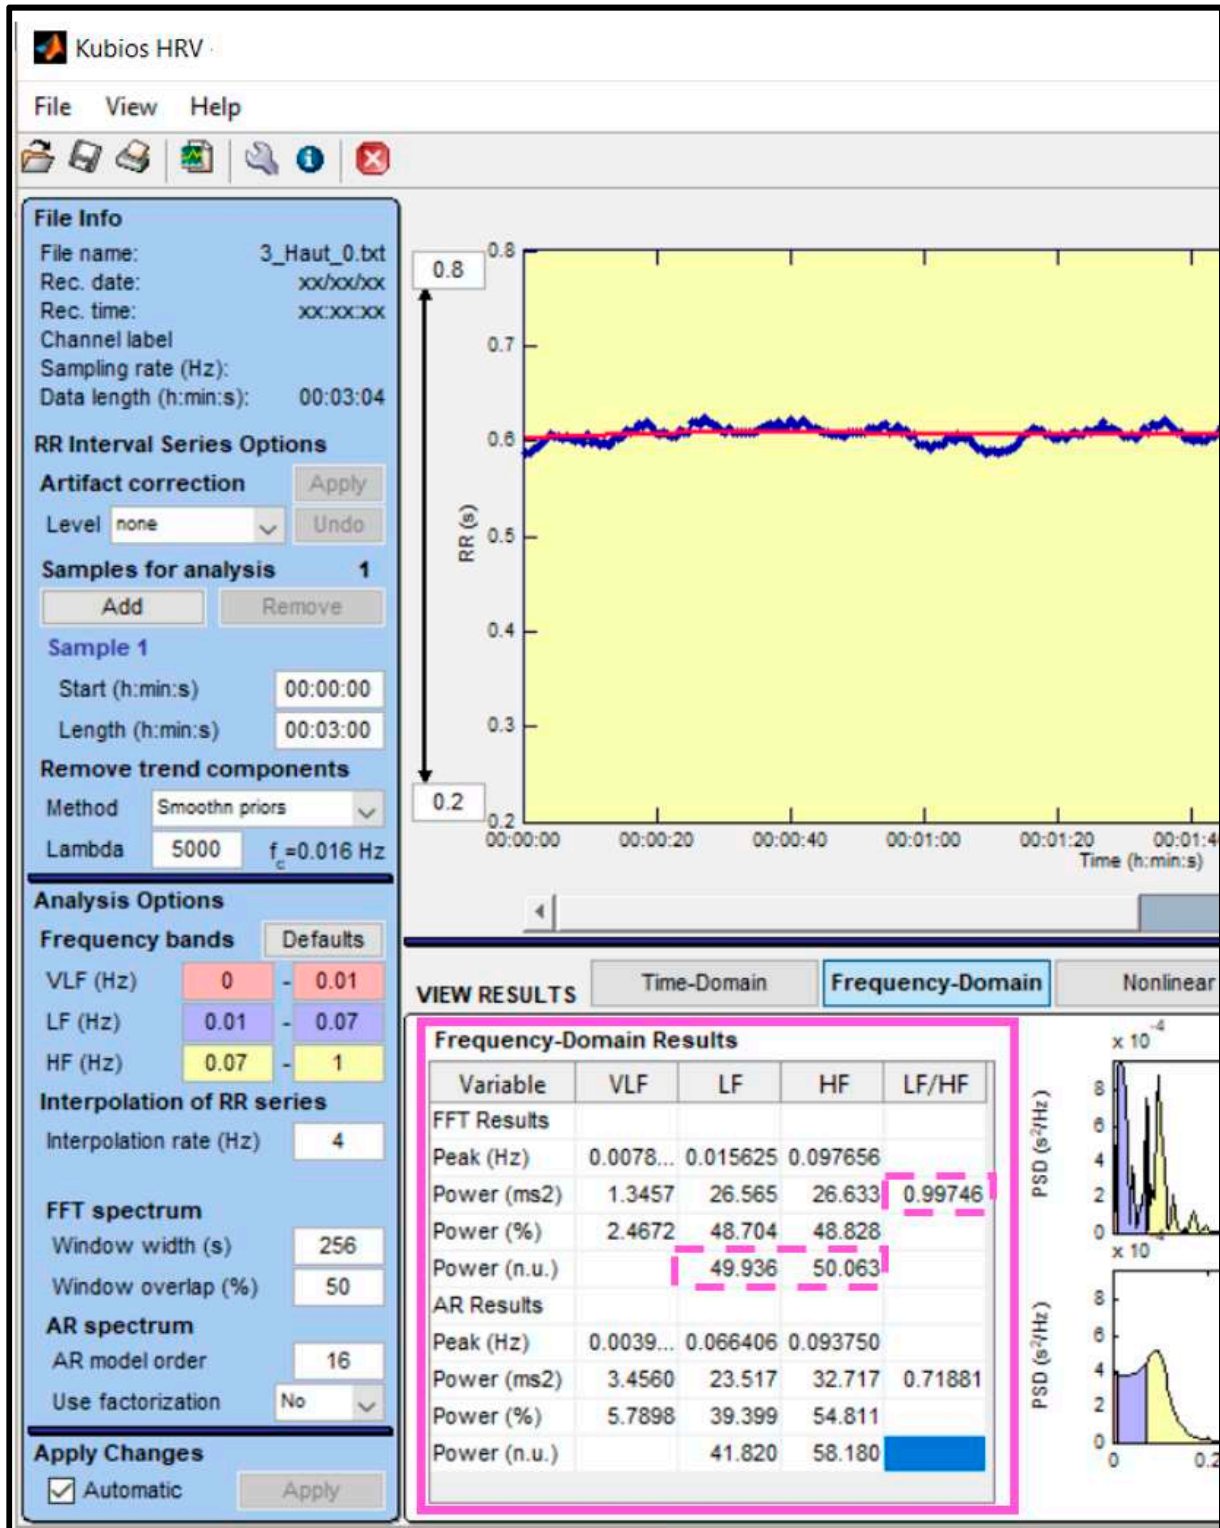 Kubios HRV
File View Help
File Info
File name: 3_Haut_0.txt
Rec. date: xx/xx/xx
Rec. time: xx:xx:xx
Channel label
Sampling rate (Hz):
Data length (h:min:s): 00:03:04
RR Interval Series Options
Artifact correction Apply
Level none Undo
Samples for analysis 1
Add Remove
Sample 1
Start (h:min:s) 00:00:00
Length (h:min:s) 00:03:00
Remove trend components
Method Smoothn priors
Lambda 5000 fc=0.016 Hz
Analysis Options
Frequency bands Defaults
VLF (Hz) 0 - 0.01
LF (Hz) 0.01 - 0.07
HF (Hz) 0.07 - 1
Interpolation of RR series
Interpolation rate (Hz) 4
FFT spectrum
Window width (s) 256
Window overlap (%) 50
AR spectrum
AR model order 16
Use factorization No
Apply Changes
Automatic Apply
0.8
0.2
RR (s)
0.8
0.7
0.6
0.5
0.4
0.3
0.2
00:00:00 00:00:20 00:00:40 00:01:00 00:01:20 00:01:4
Time (h:min:s)
VIEW RESULTS Time-Domain Frequency-Domain Nonlinear
Frequency-Domain Results
Variable VLF LF HF LF/HF
FFT Results
Peak (Hz) 0.0078... 0.015625 0.097656
Power (ms2) 1.3457 26.565 26.633 0.99746
Power (%) 2.4672 48.704 48.828
Power (n.u.) 49.936 50.063
AR Results
Peak (Hz) 0.0039... 0.066406 0.093750
Power (ms2) 3.4560 23.517 32.717 0.71881
Power (%) 5.7898 39.399 54.811
Power (n.u.) 41.820 58.180
x 10-4
PSD (s²/Hz)
8
6
4
2
0
x 10
PSD (s²/Hz)
8
6
4
2
0
0 0.2